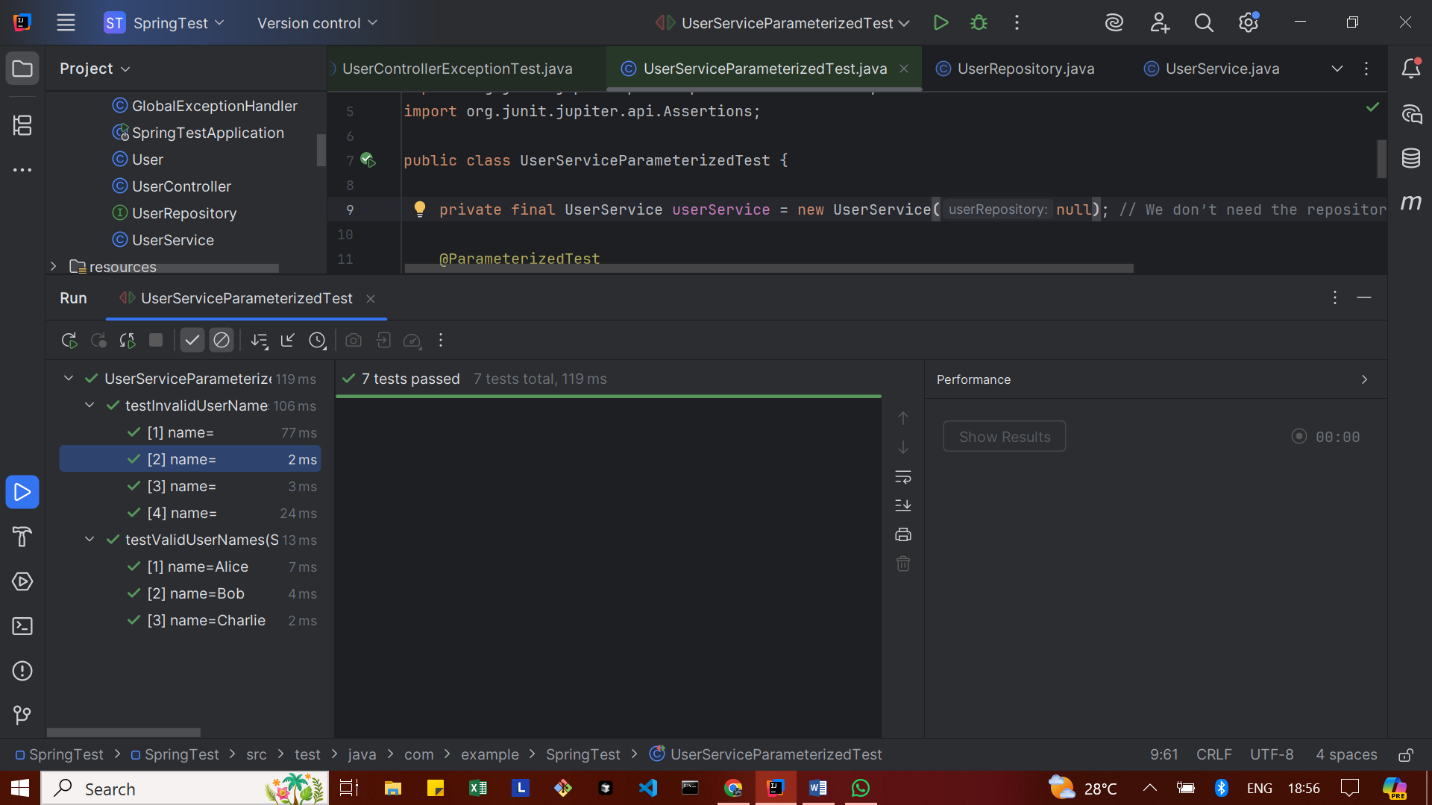 ST SpringTest Version control UserServiceParameterizedTest
Project
UserControllerExceptionTest.java UserServiceParameterizedTest.java UserRepository.java UserService.java
GlobalExceptionHandler
SpringTestApplication
User
UserController
UserRepository
UserService
resources
5 import org.junit.jupiter.api.Assertions;
6
7 public class UserServiceParameterizedTest {
8
9 private final UserService userService = new UserService( userRepository: null); // We don't need the repositor
10
11 @ParameterizedTest
Run UserServiceParameterizedTest
UserServiceParameterize 119 ms
testInvalidUserName 106 ms
[1] name= 77 ms
[2] name= 2 ms
[3] name= 3 ms
[4] name= 24 ms
testValidUserNames(S 13 ms
[1] name=Alice 7 ms
[2] name=Bob 4 ms
[3] name=Charlie 2 ms
7 tests passed 7 tests total, 119 ms
Performance
Show Results 00:00
m
SpringTest > SpringTest > src > test > java > com > example > SpringTest > UserServiceParameterizedTest 9:61 CRLF UTF-8 4 spaces
Search 28°C ENG 18:56